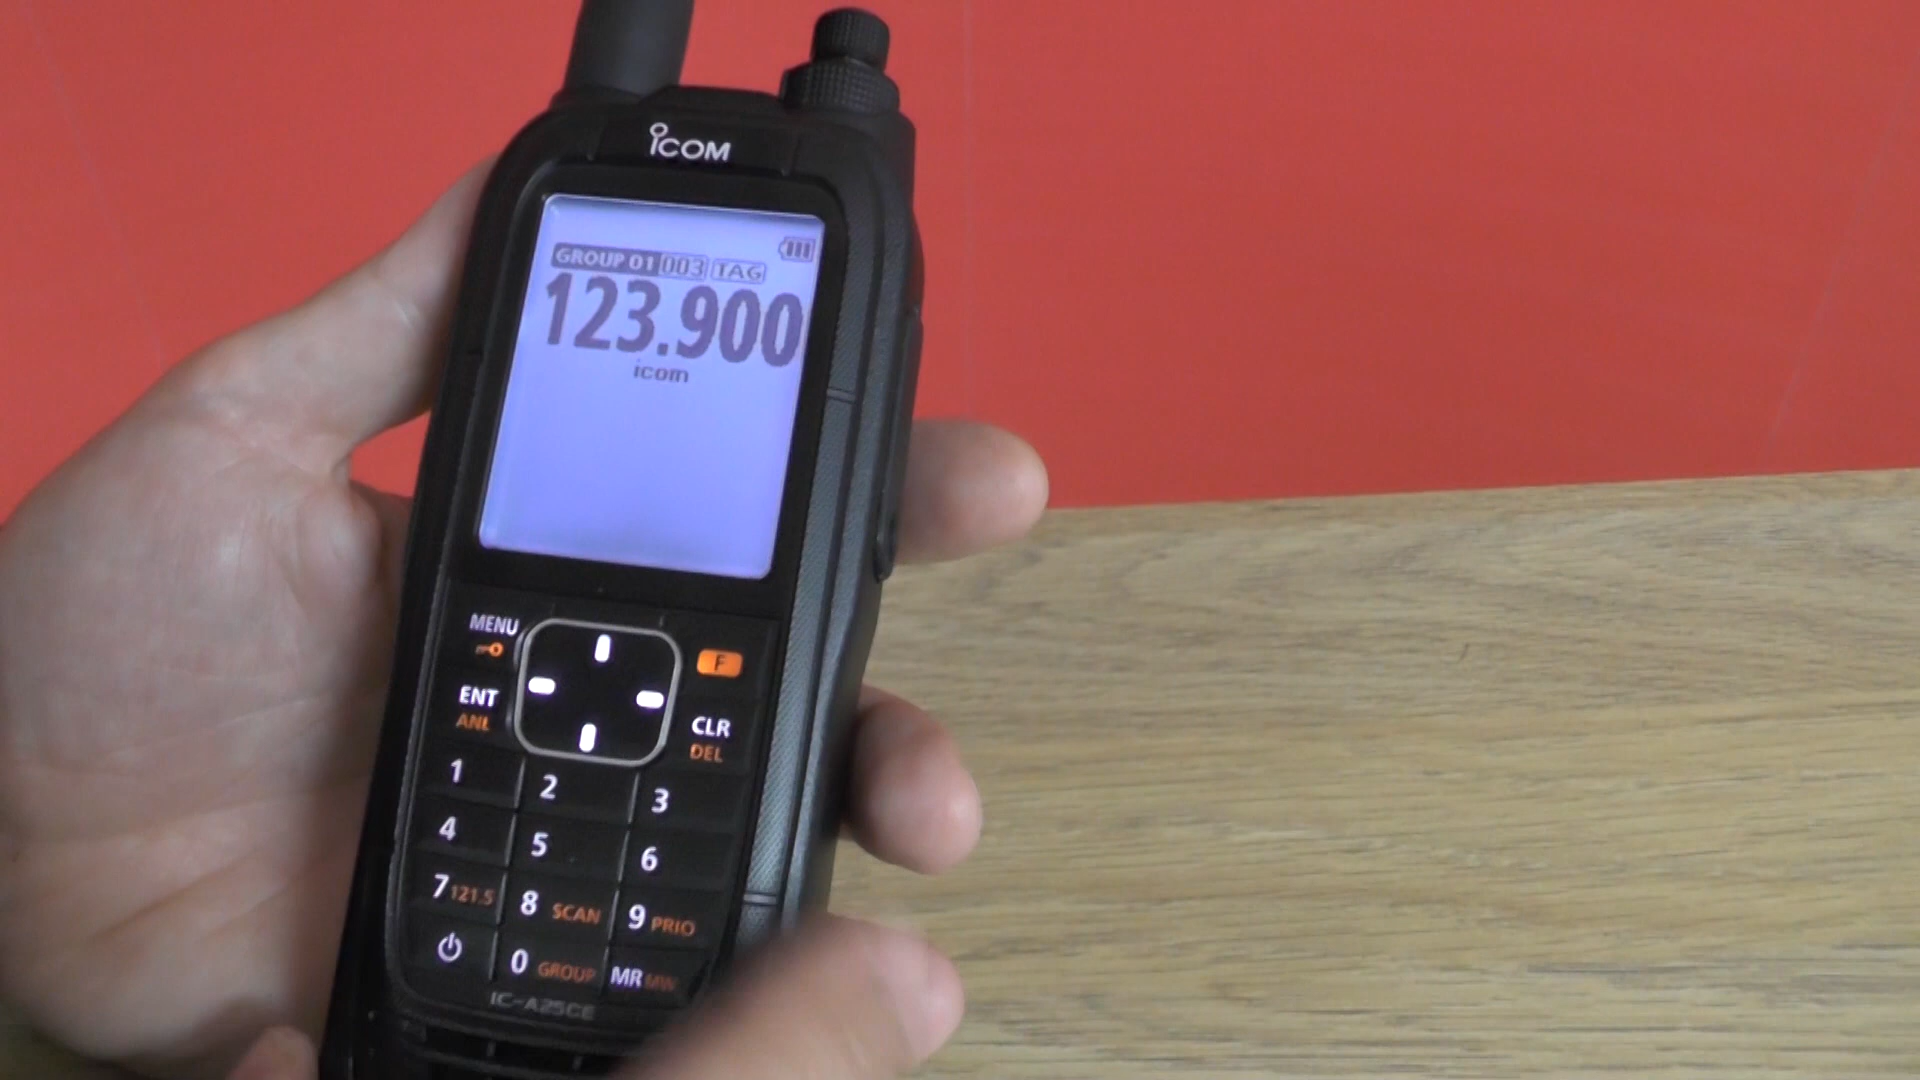 icom
GROUP 01 003 TAG
123.900
icom
MENU
F
ENT
ANL
CLR
DEL
1 2 3
4 5 6
7 121.5 8 SCAN 9 PRIO
0 GROUP MR MW
IC-A25CE